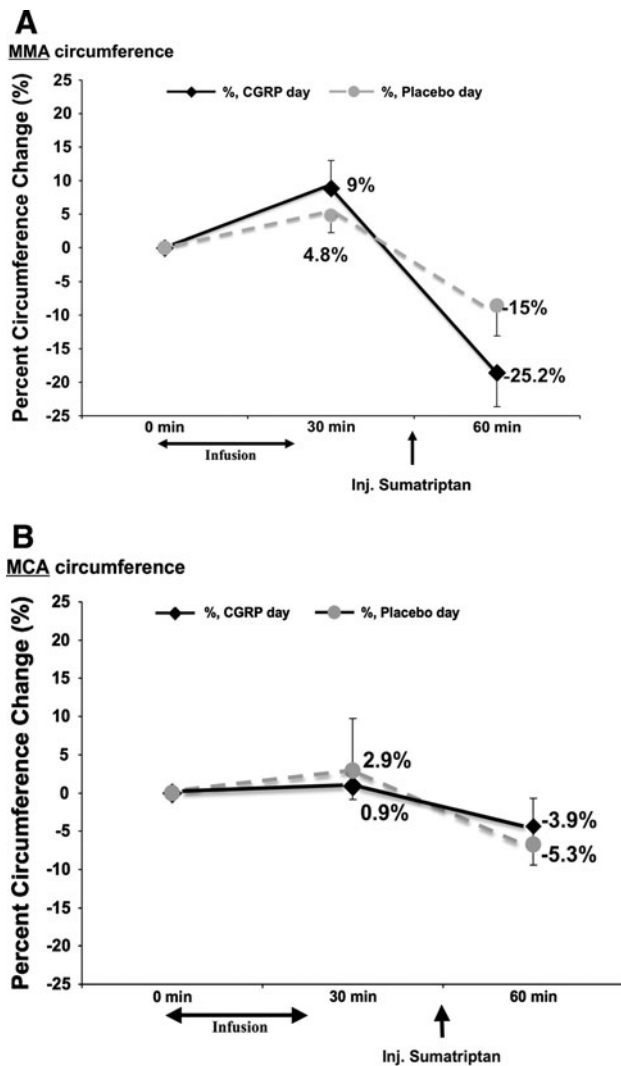 A
MMA circumference
Percent Circumference Change (%)
%, CGRP day
%, Placebo day
25
20
15
10
5
0
-5
-10
-15
-20
-25
9%
4.8%
-15%
-25.2%
0 min
30 min
60 min
Infusion
Inj. Sumatriptan
B
MCA circumference
Percent Circumference Change (%)
%, CGRP day
%, Placebo day
25
20
15
10
5
0
-5
-10
-15
-20
-25
2.9%
0.9%
-3.9%
-5.3%
0 min
30 min
60 min
Infusion
Inj. Sumatriptan